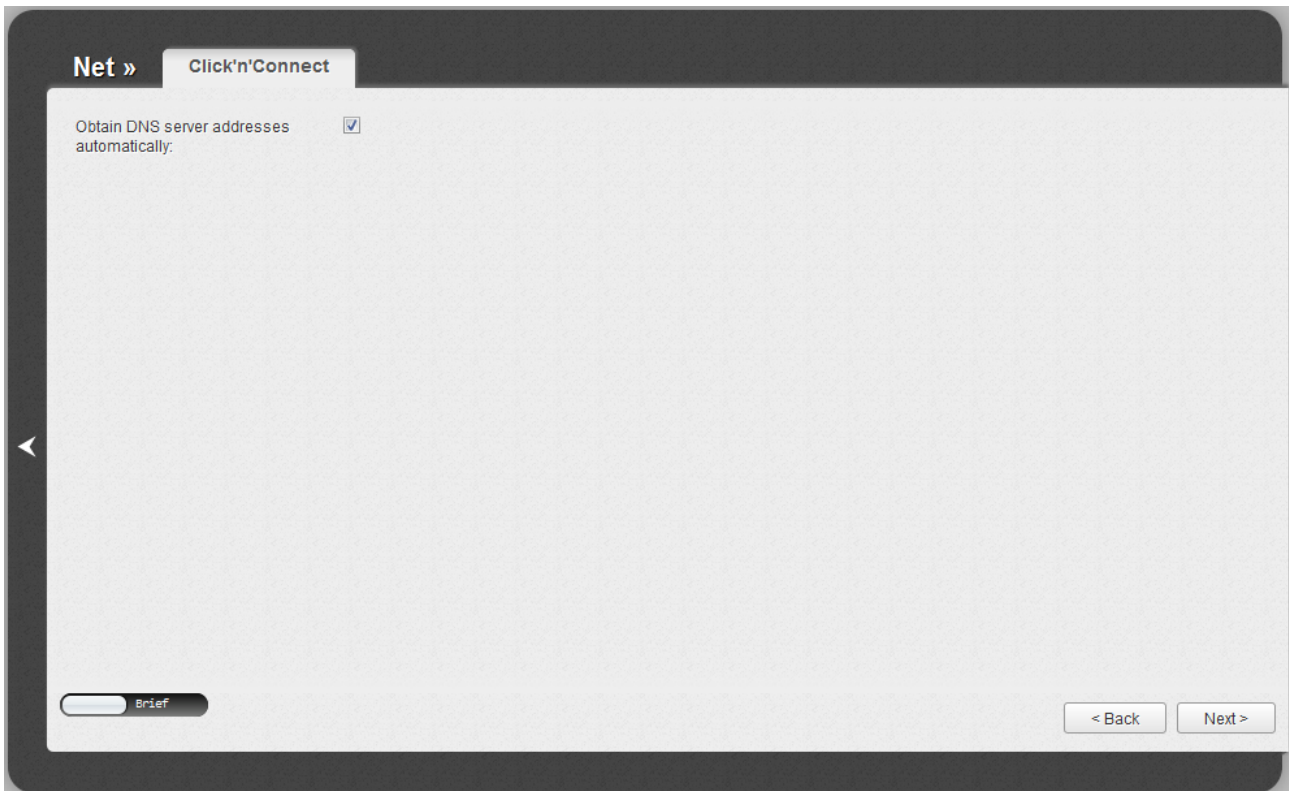 Net » Click'n'Connect
Obtain DNS server addresses
automatically:
Brief
< Back Next >